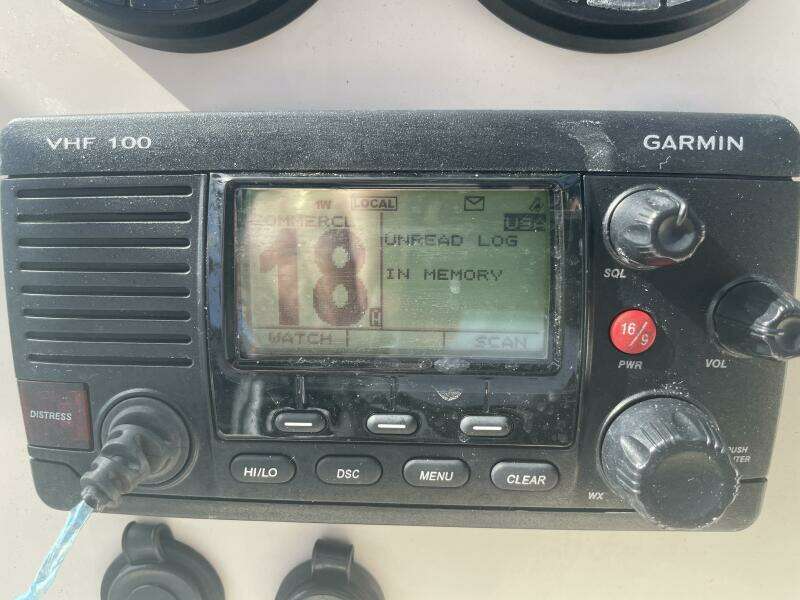 VHF 100
GARMIN
1W LOCAL
COMMERCL
USA
UNREAD LOG
18
IN MEMORY
H
WATCH
SCAN
SQL
16/9
PWR
VOL
DISTRESS
HI/LO
DSC
MENU
CLEAR
WX